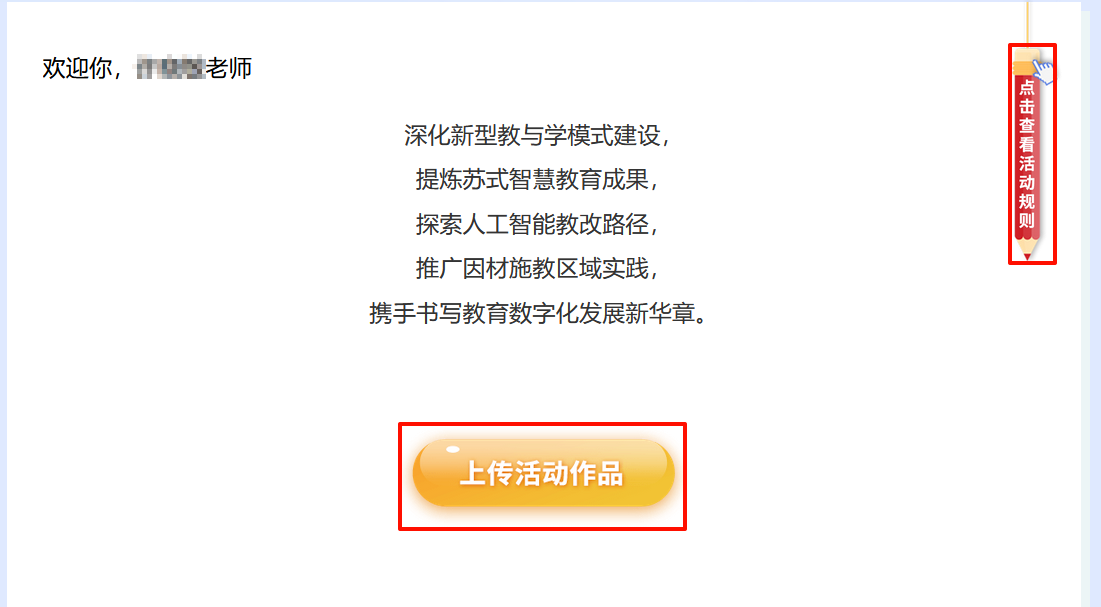 欢迎你，老师
深化新型教与学模式建设，
提炼苏式智慧教育成果，
探索人工智能教改路径，
推广因材施教区域实践，
携手书写教育数字化发展新华章。
上传活动作品
点击查看活动规则